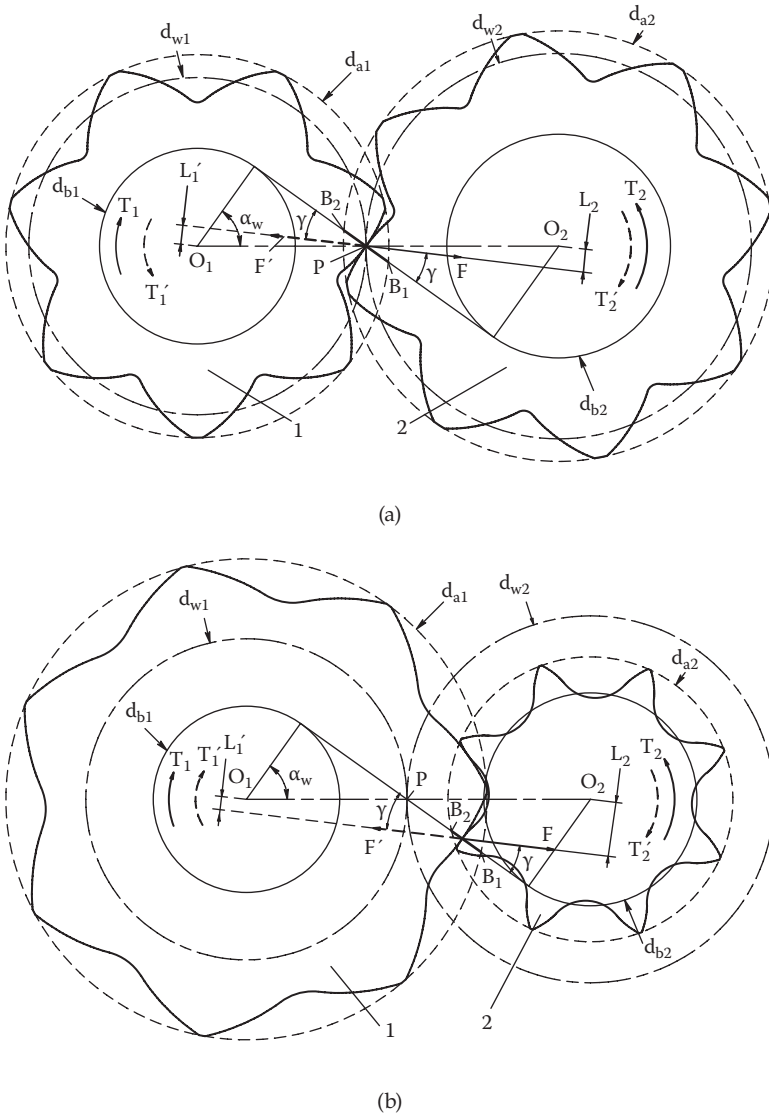 d_w1
d_w2
d_a2
d_a1
d_b1
L_1′
T_1
T_1′
α_w
γ
B_2
O_1
F′
P
B_1
γ
F
O_2
L_2
T_2
T_2′
d_b2
1
2
(a)
d_w1
d_a1
d_w2
d_a2
d_b1
T_1
T_1′
L_1′
O_1
α_w
P
γ
B_2
F′
F
γ
B_1
O_2
L_2
T_2
T_2′
d_b2
1
2
(b)